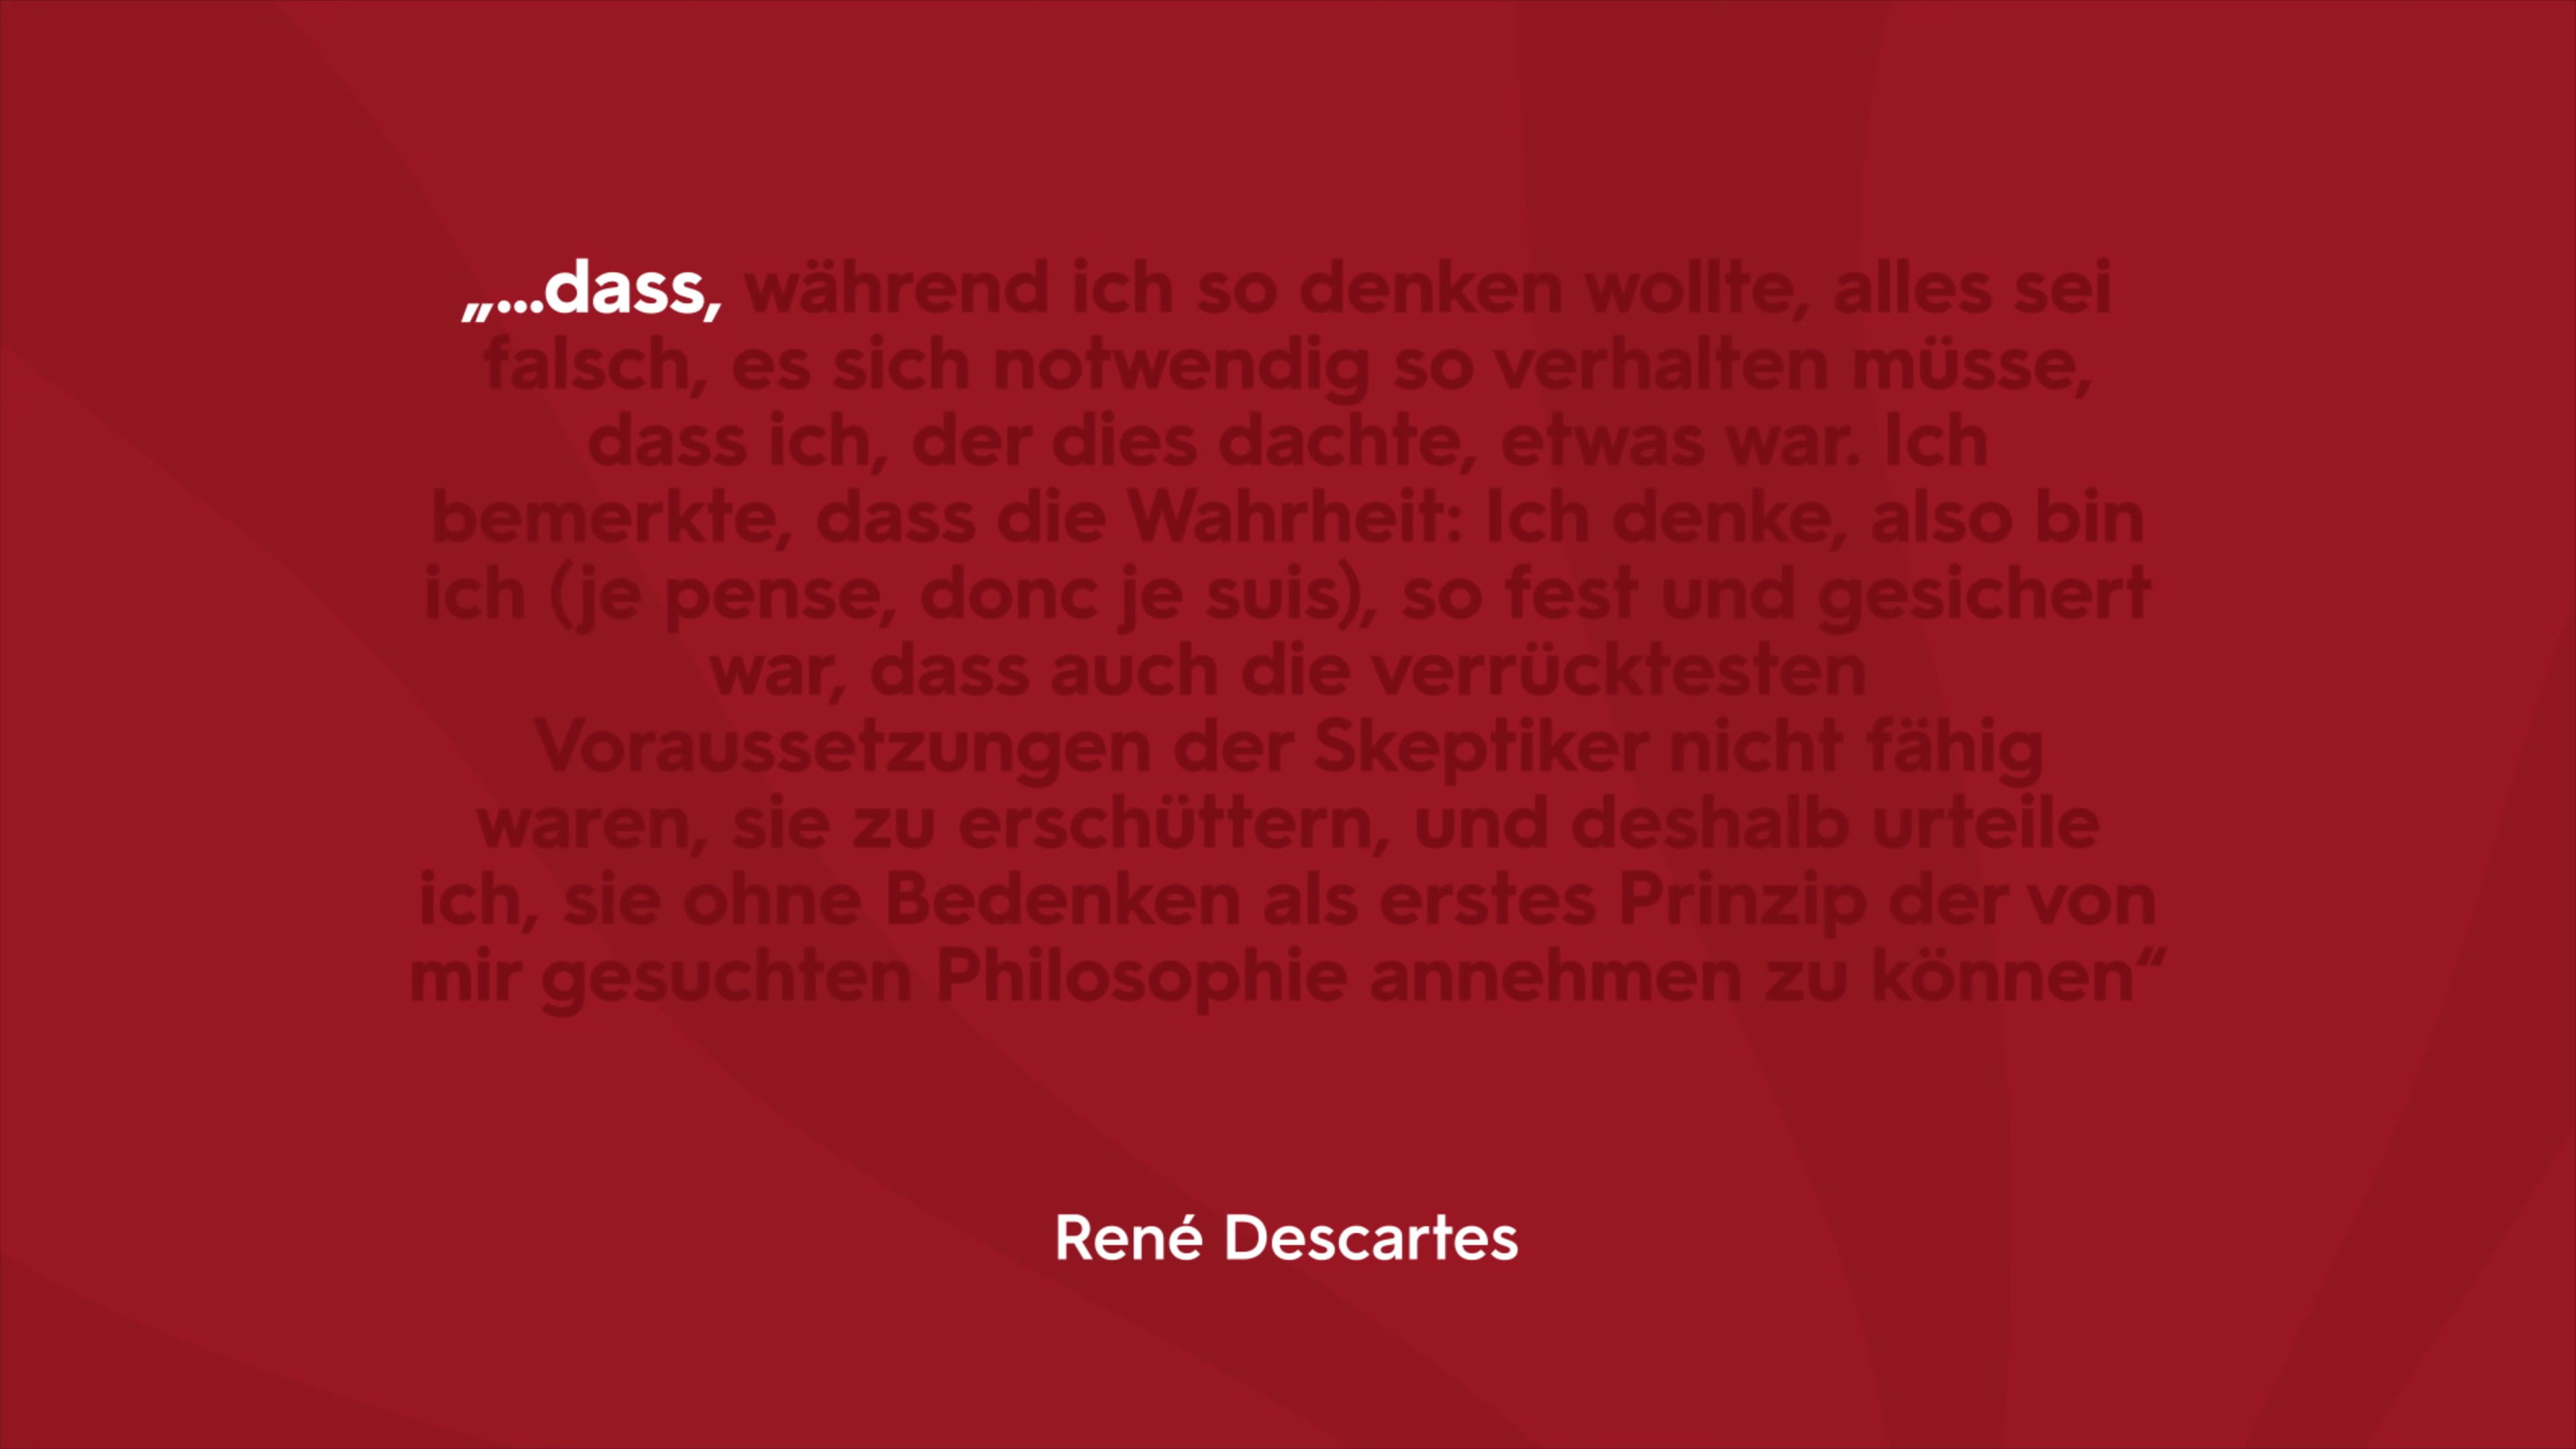 „...dass, während ich so denken wollte, alles sei
falsch, es sich notwendig so verhalten müsse,
dass ich, der dies dachte, etwas war. Ich
bemerkte, dass die Wahrheit: Ich denke, also bin
ich (je pense, donc je suis), so fest und gesichert
war, dass auch die verrücktesten
Voraussetzungen der Skeptiker nicht fähig
waren, sie zu erschüttern, und deshalb urteile
ich, sie ohne Bedenken als erstes Prinzip der von
mir gesuchten Philosophie annehmen zu können“
René Descartes